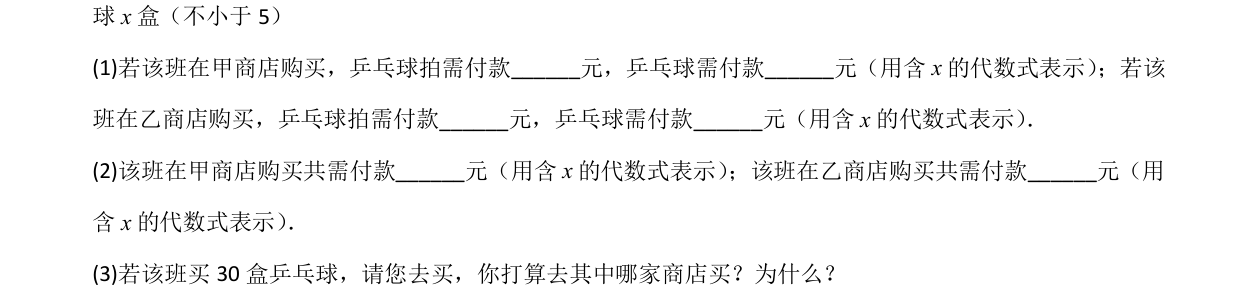 球 x 盒（不小于 5）
(1)若该班在甲商店购买，乒乓球拍需付款______元，乒乓球需付款______元（用含 x 的代数式表示）；若该
班在乙商店购买，乒乓球拍需付款______元，乒乓球需付款______元（用含 x 的代数式表示）．
(2)该班在甲商店购买共需付款______元（用含 x 的代数式表示）；该班在乙商店购买共需付款______元（用
含 x 的代数式表示）．
(3)若该班买 30 盒乒乓球，请您去买，你打算去其中哪家商店买？为什么？